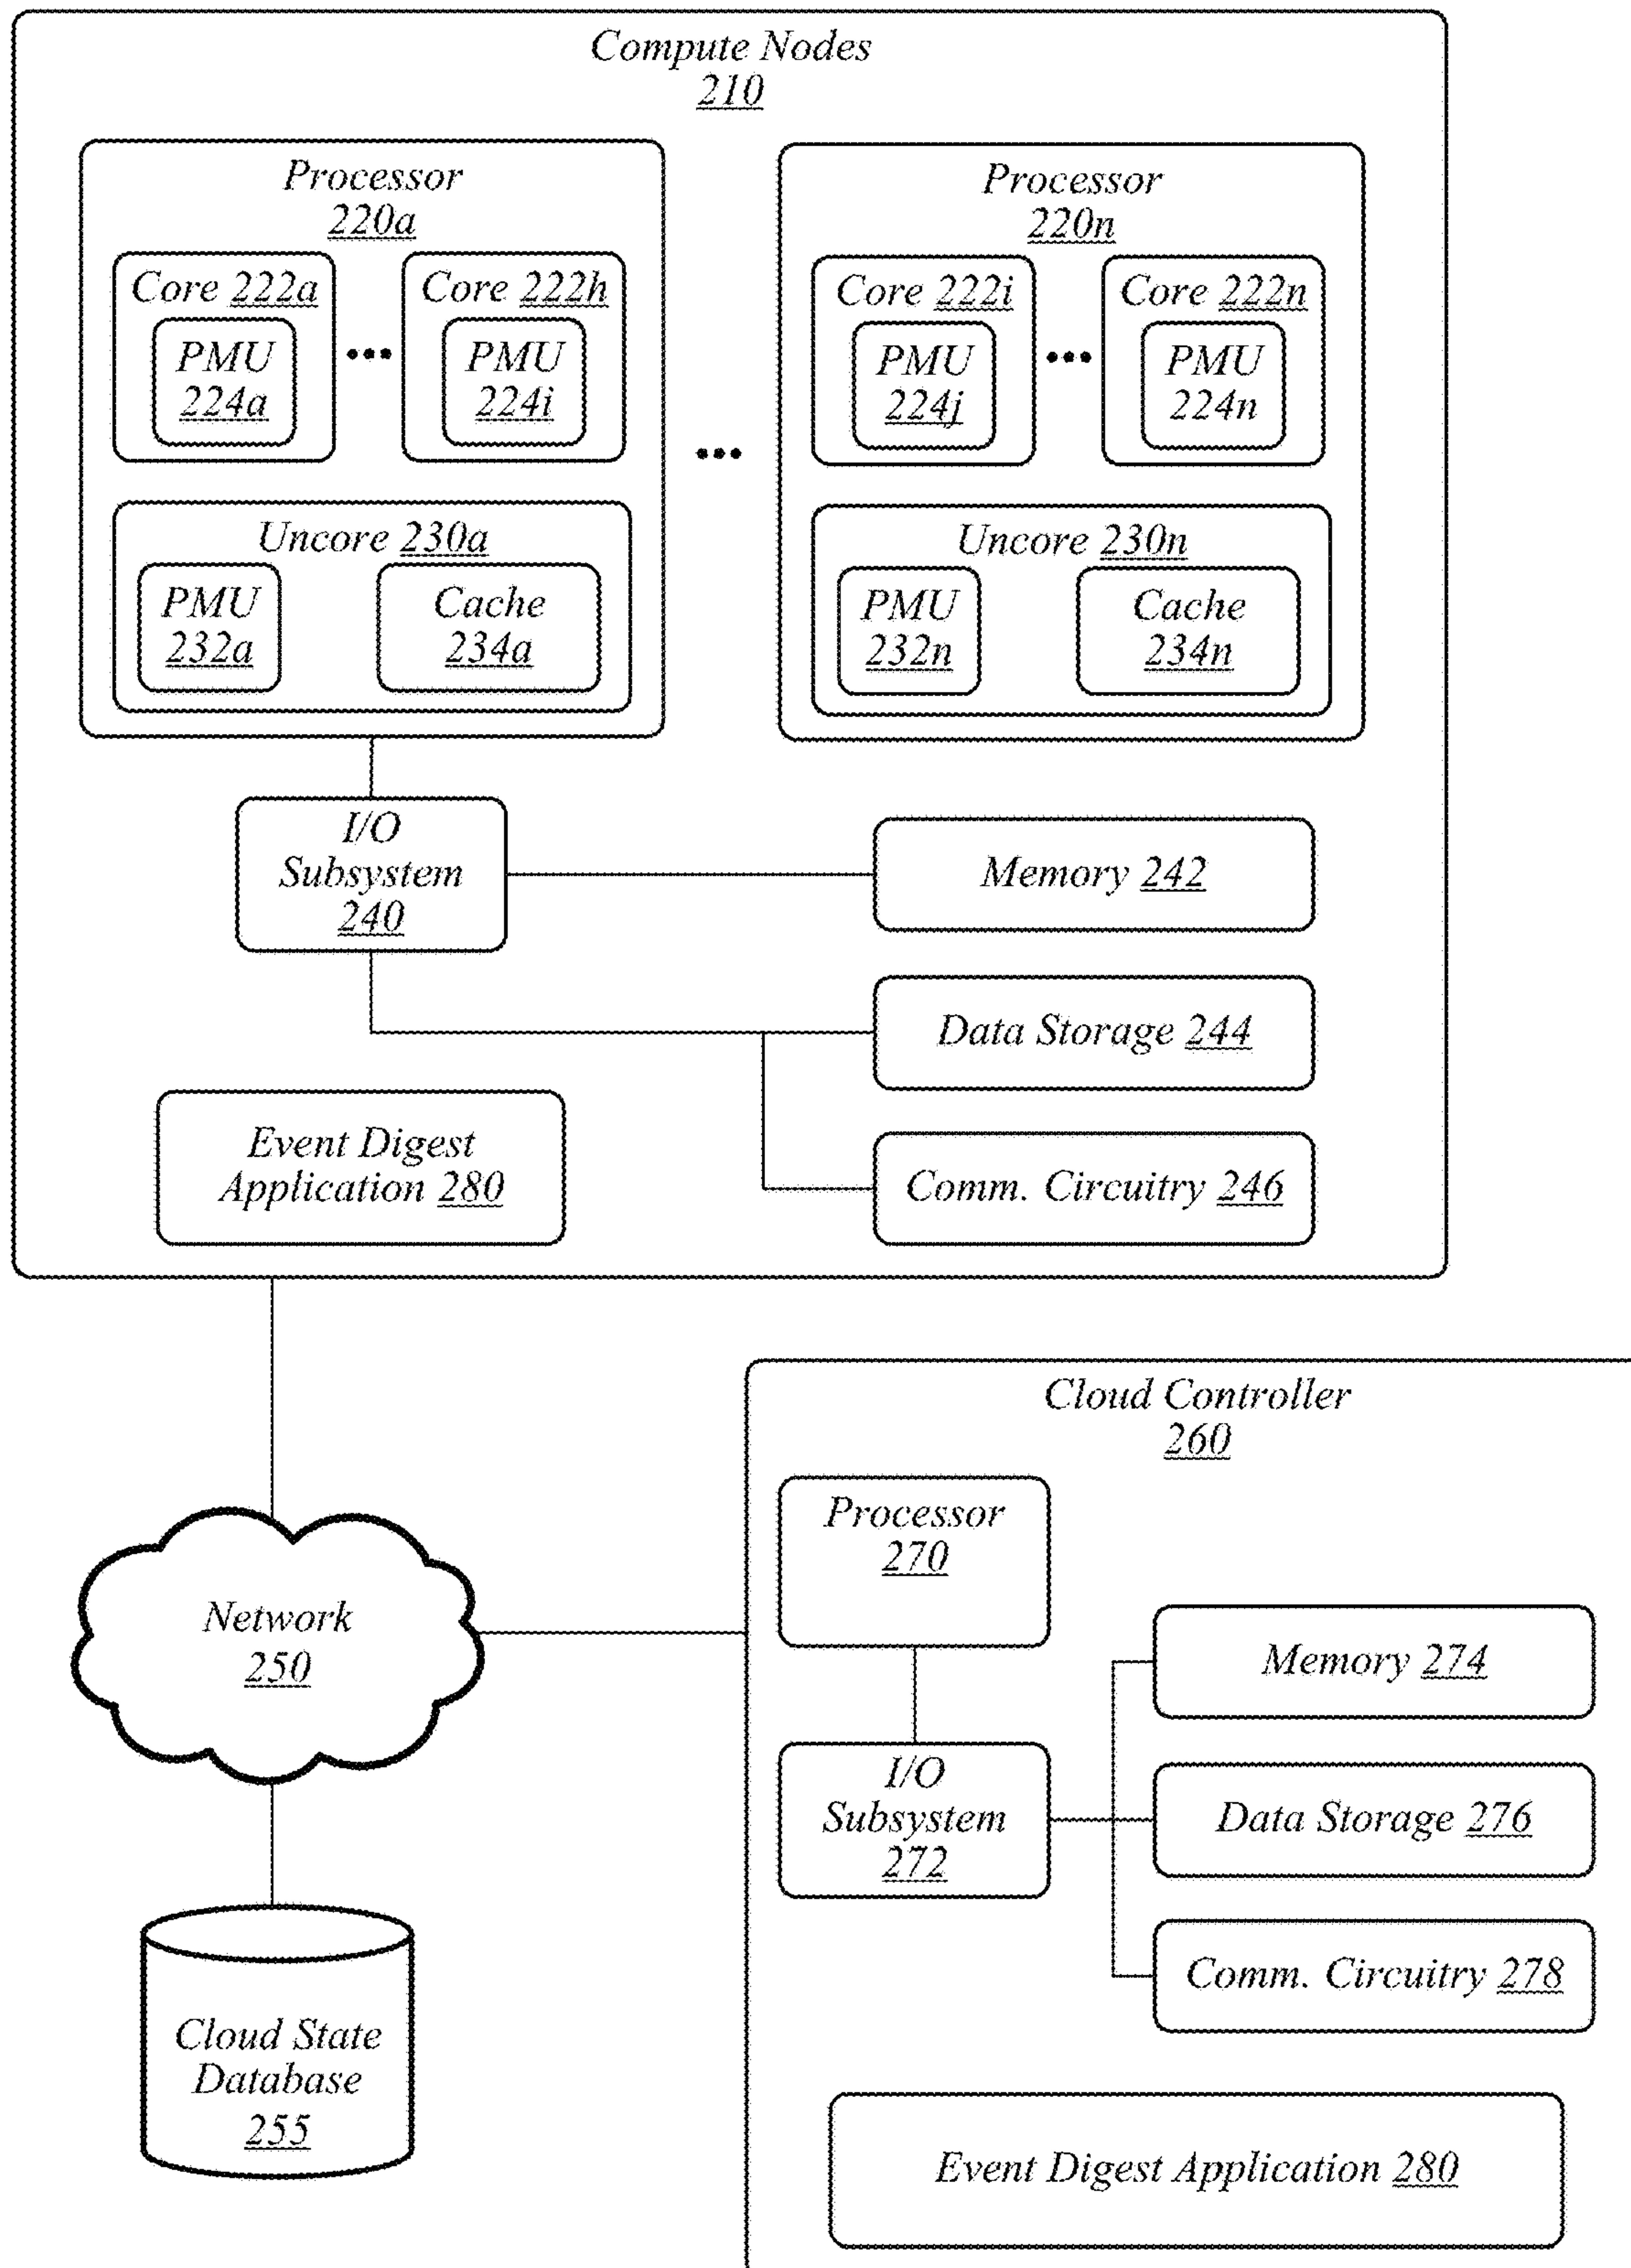 Compute Nodes
210
Processor
220a
Core 222a
PMU
224a
Core 222h
PMU
224i
Uncore 230a
PMU
232a
Cache
234a
Processor
220n
Core 222i
PMU
224j
Core 222n
PMU
224n
Uncore 230n
PMU
232n
Cache
234n
I/O
Subsystem
240
Memory 242
Data Storage 244
Comm. Circuitry 246
Event Digest
Application 280
Network
250
Cloud State
Database
255
Cloud Controller
260
Processor
270
I/O
Subsystem
272
Memory 274
Data Storage 276
Comm. Circuitry 278
Event Digest Application 280